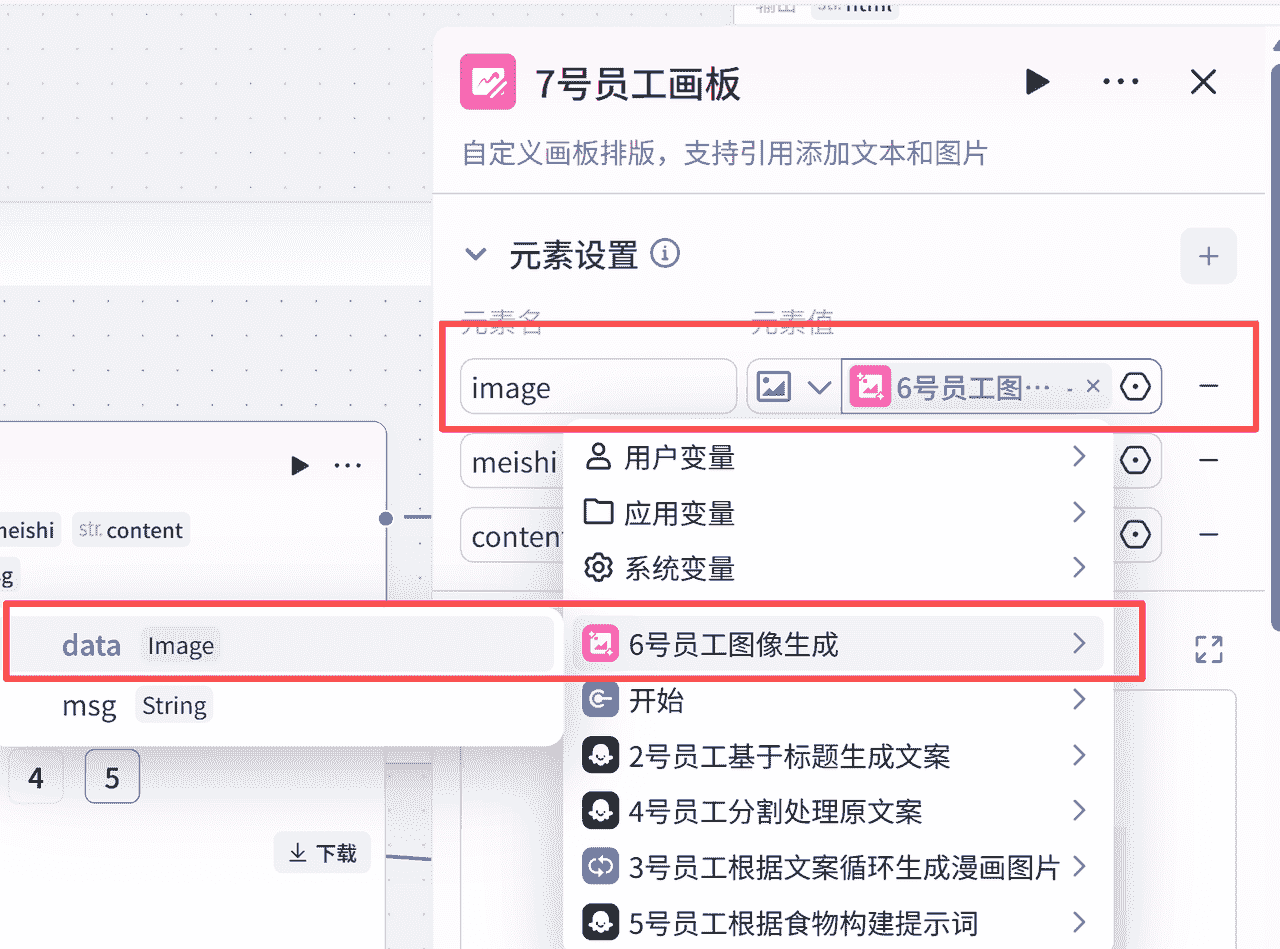 输出 str. html
7号员工画板
自定义画板排版，支持引用添加文本和图片
元素设置
元素名 元素值
image 6号员工图··· -
meishi
content
用户变量
应用变量
系统变量
6号员工图像生成
开始
2号员工基于标题生成文案
4号员工分割处理原文案
3号员工根据文案循环生成漫画图片
5号员工根据食物构建提示词
meishi str. content
g
data Image
msg String
4 5
下载